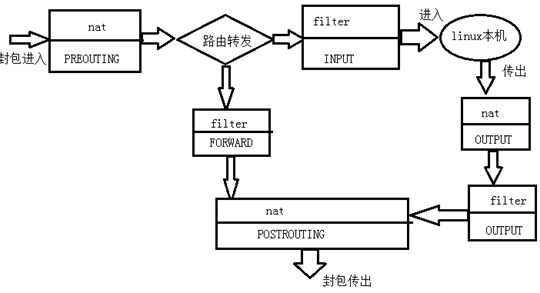 封包进入
nat
PREOUTING
路由转发
filter
INPUT
进入
linux本机
传出
nat
OUTPUT
filter
OUTPUT
filter
FORWARD
nat
POSTROUTING
封包传出